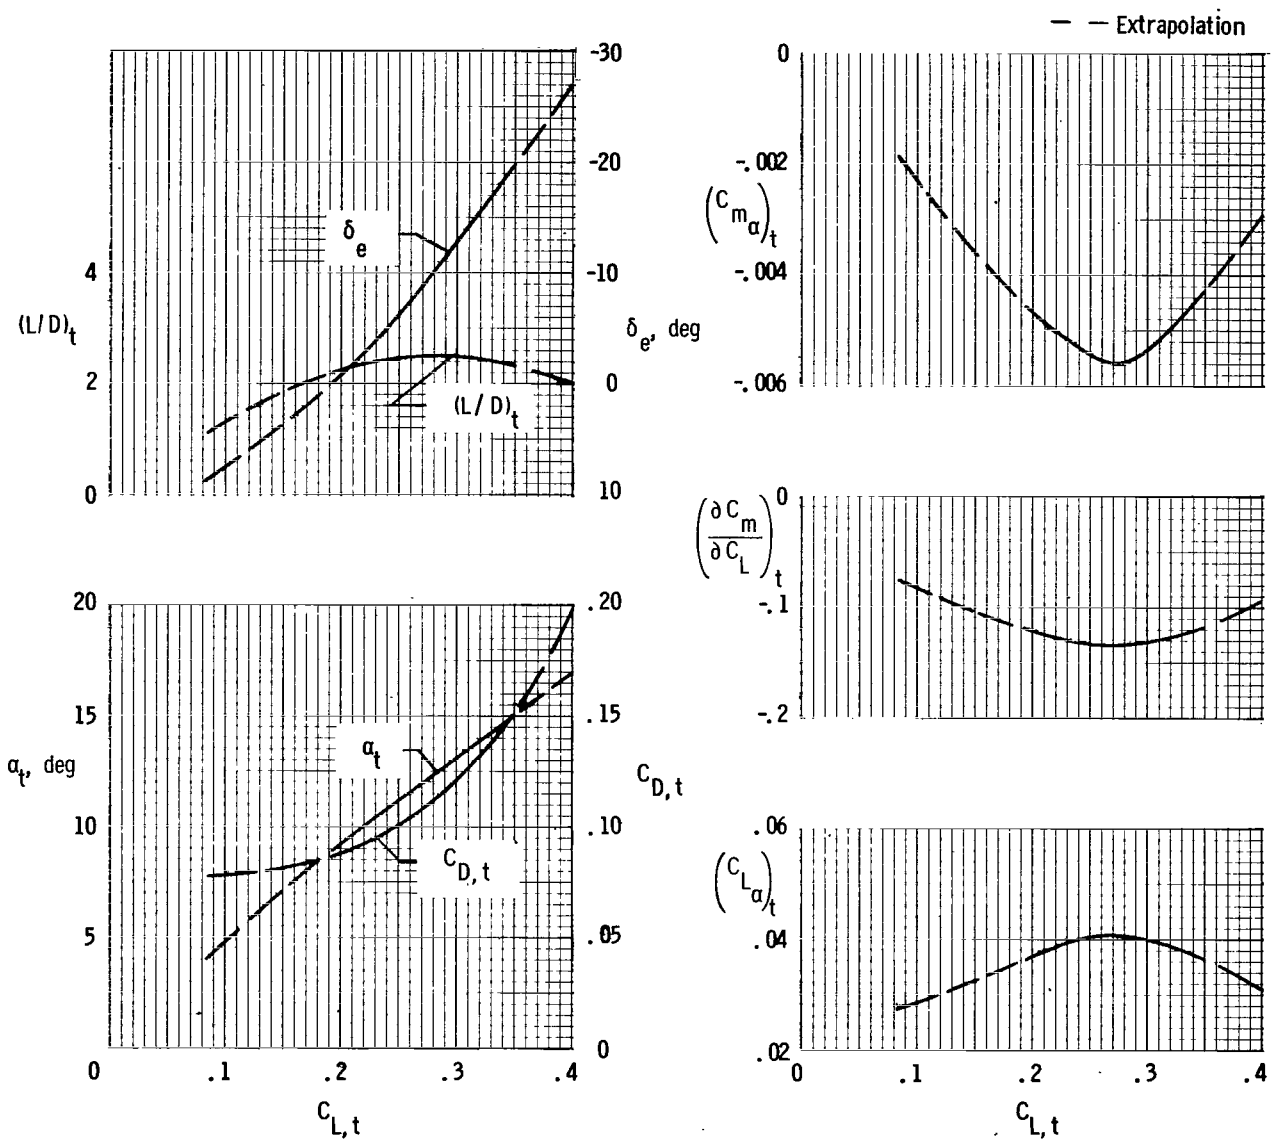 — — Extrapolation
-30
-20
δe
4
-10
(L/D)t
δe, deg
2
0
(L/D)t
0
10
20
.20
15
.15
αt
αt, deg
CD,t
10
.10
CD,t
5
.05
0
0 .1 .2 .3 .4
CL,t
0
-.002
(Cmα)t
-.004
-.006
0
(∂Cm/∂CL)t
-.1
-.2
.06
(CLα)t
.04
.02
0 .1 .2 .3 .4
CL,t